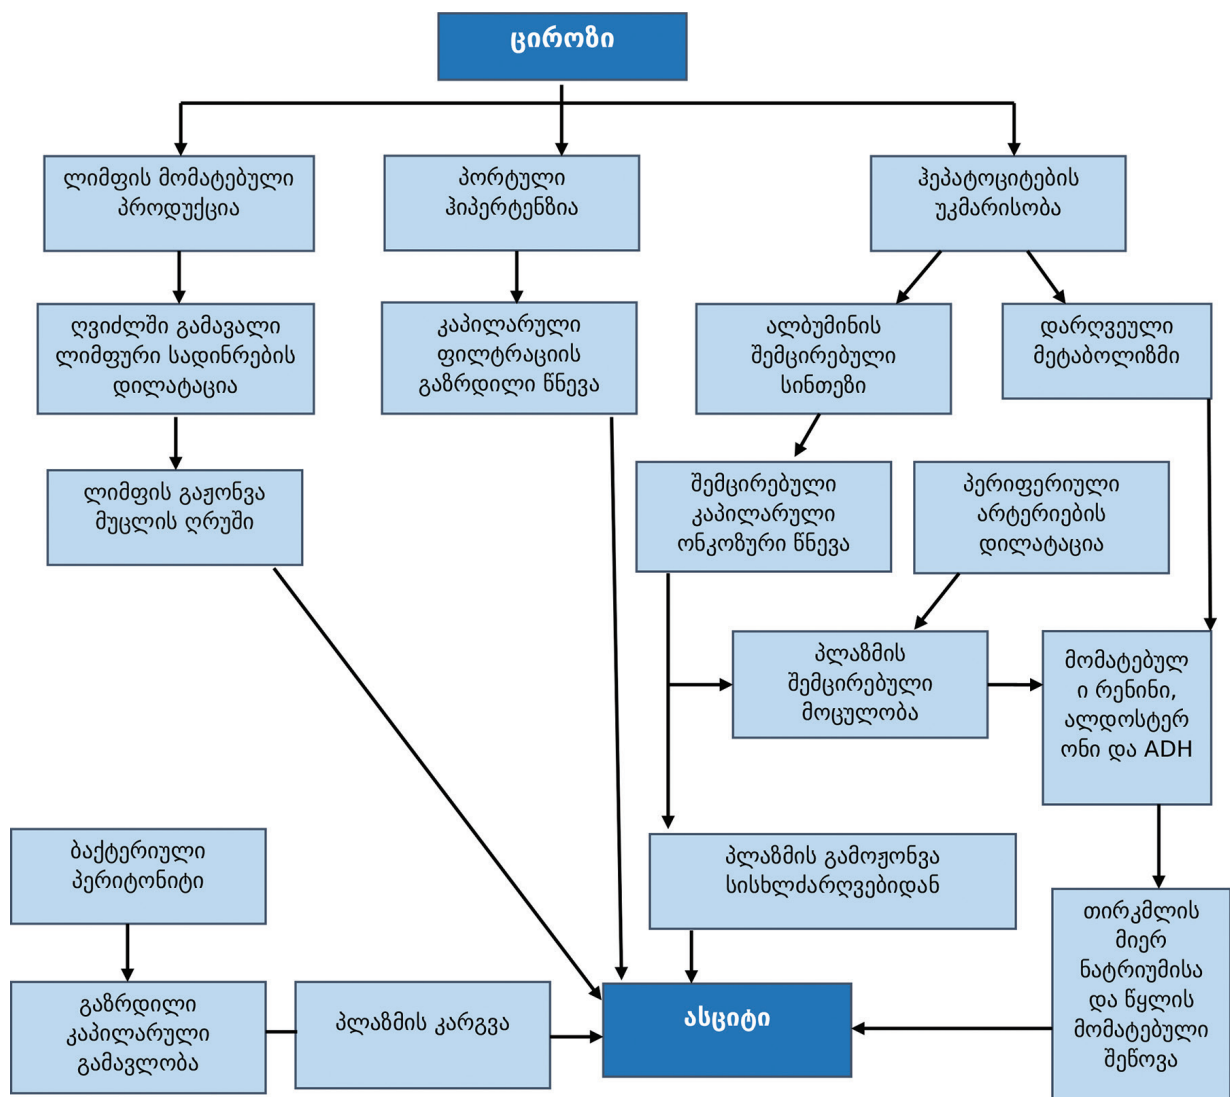 ციროზი
ლიმფის მომატებული
პროდუქცია
პორტული
ჰიპერტენზია
ჰეპატოციტების
უკმარისობა
ღვიძლში გამავალი
ლიმფური სადინრების
დილატაცია
კაპილარული
ფილტრაციის
გაზრდილი წნევა
ალბუმინის
შემცირებული
სინთეზი
დარღვეული
მეტაბოლიზმი
ლიმფის გაჟონვა
მუცლის ღრუში
შემცირებული
კაპილარული
ონკოზური წნევა
პერიფერიული
არტერიების
დილატაცია
პლაზმის
შემცირებული
მოცულობა
მომატებულ
ი რენინი,
ალდოსტერ
ონი და ADH
ბაქტერიული
პერიტონიტი
პლაზმის გამოჟონვა
სისხლძარღვებიდან
თირკმლის
მიერ
ნატრიუმისა
და წყლის
მომატებული
შეწოვა
გაზრდილი
კაპილარული
გამავლობა
პლაზმის კარგვა
ასციტი